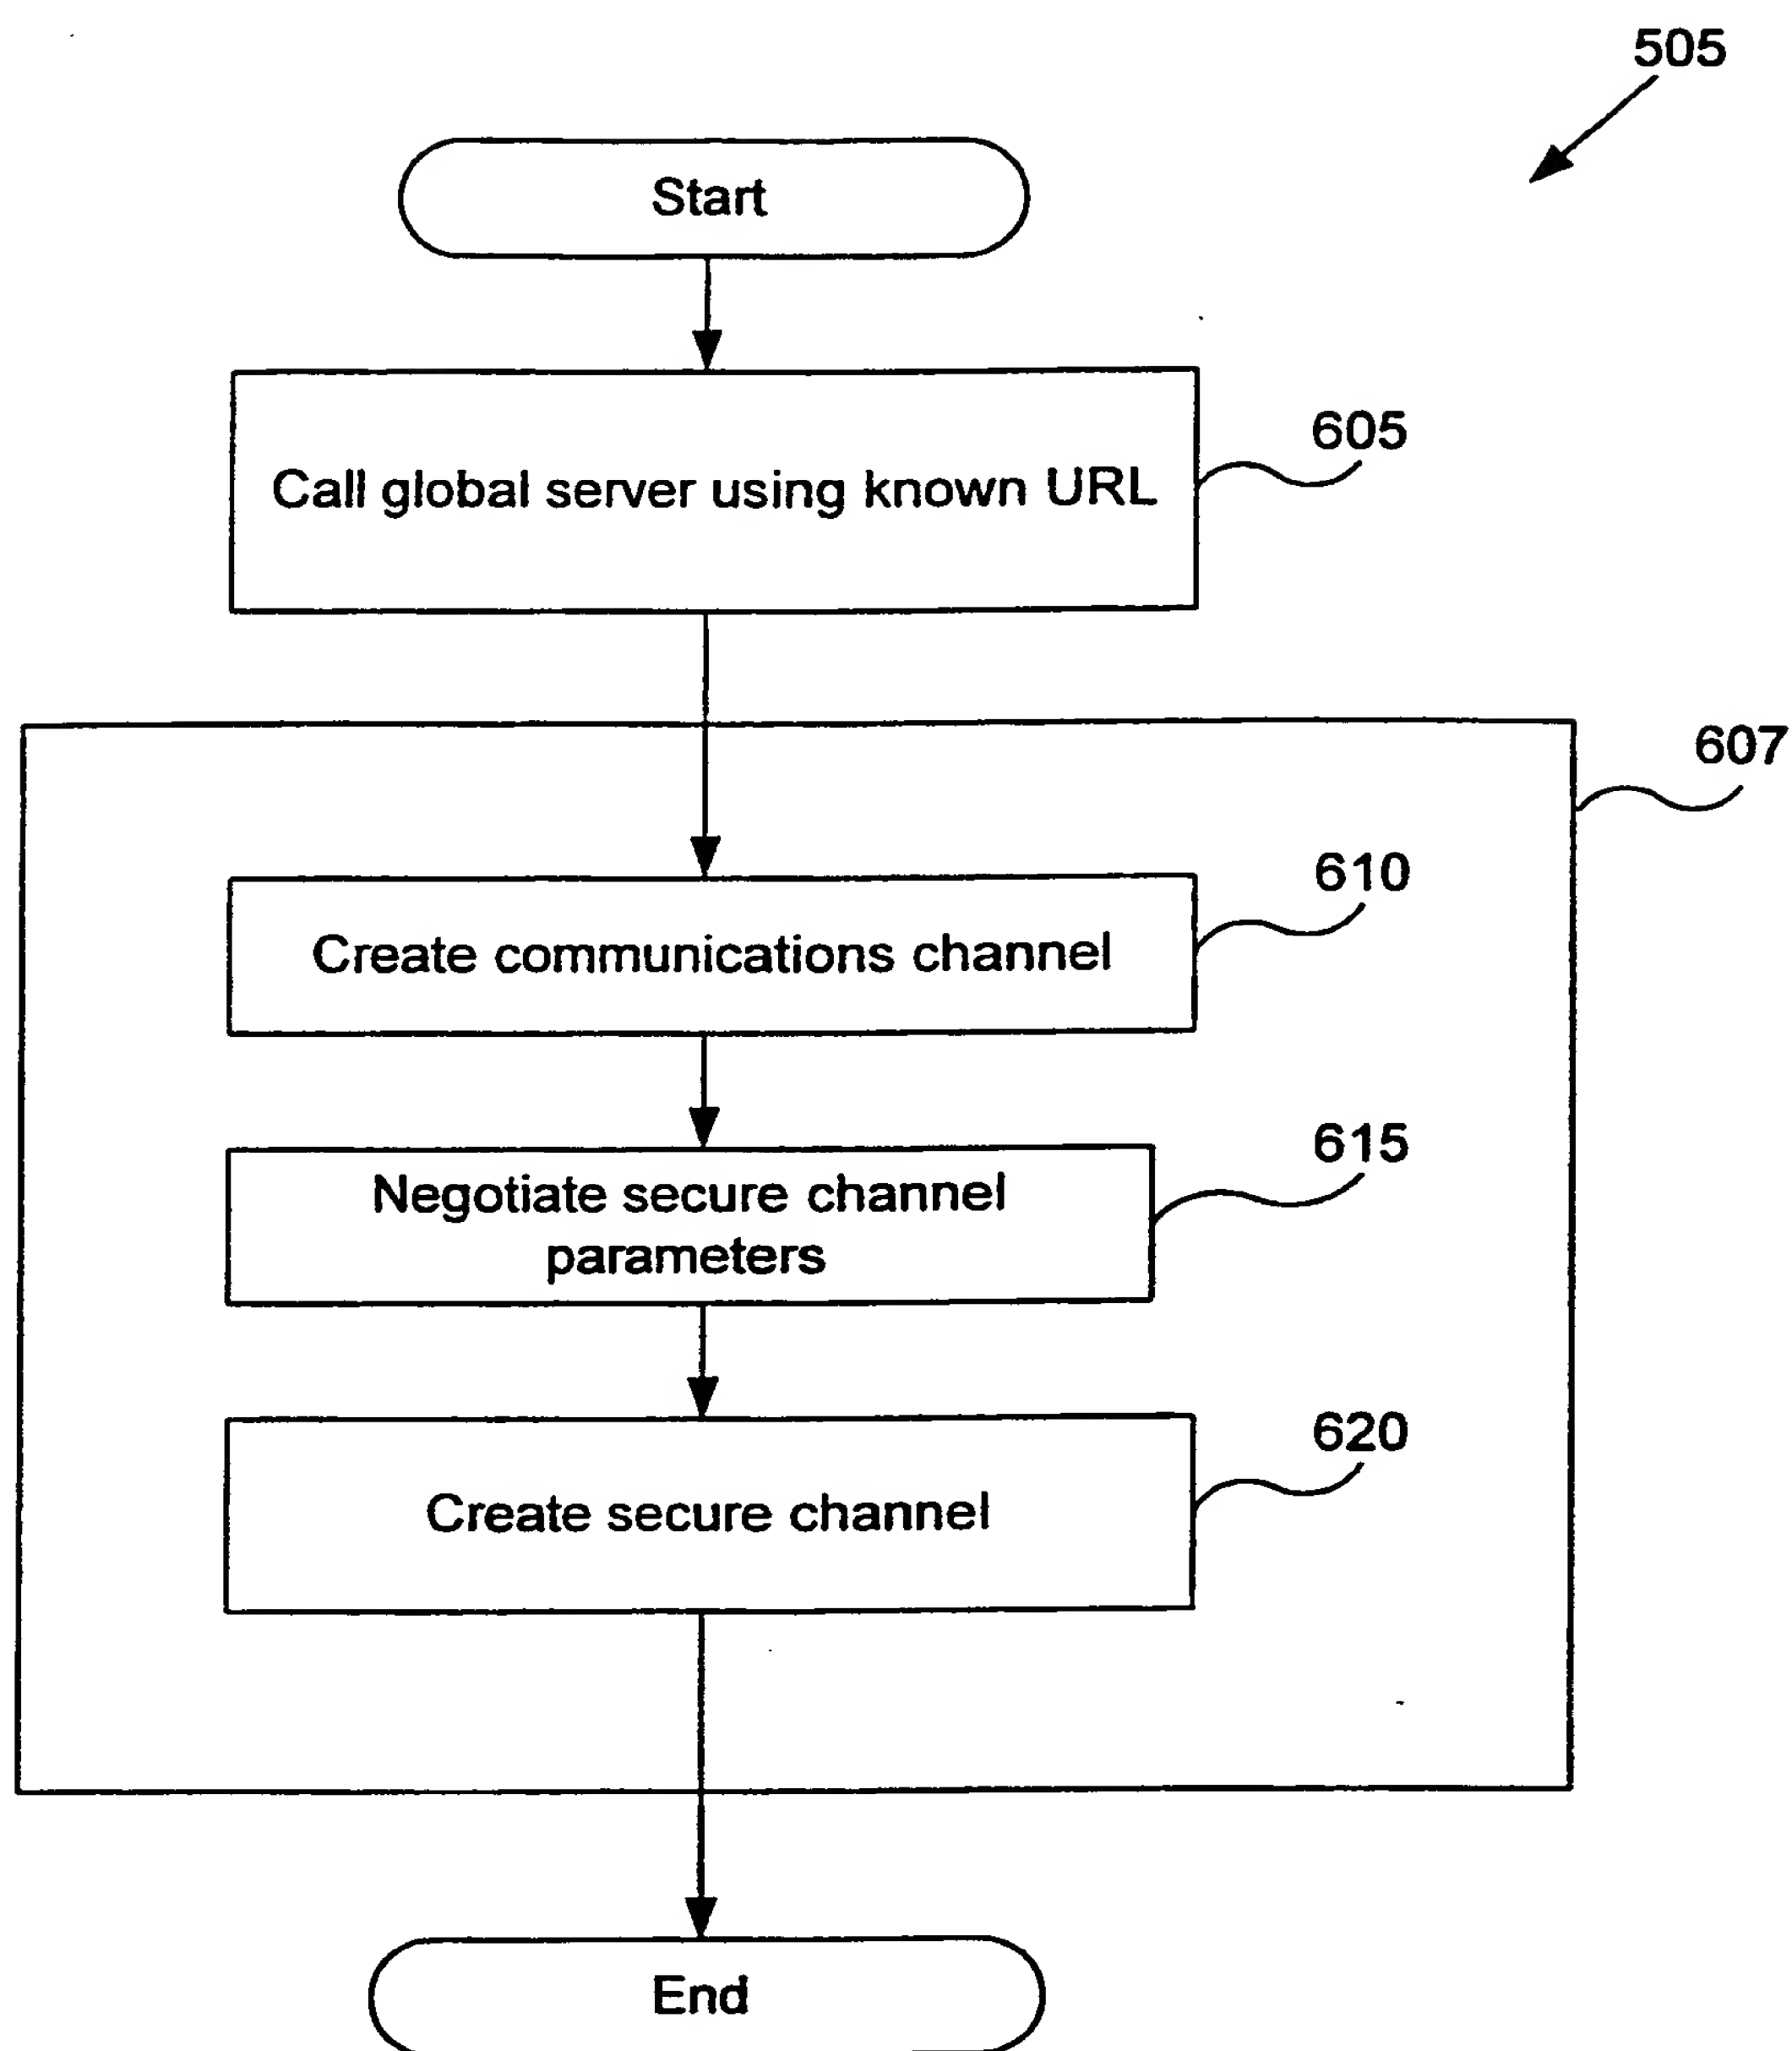 505
Start
Call global server using known URL
605
607
610
Create communications channel
615
Negotiate secure channel
parameters
620
Create secure channel
End